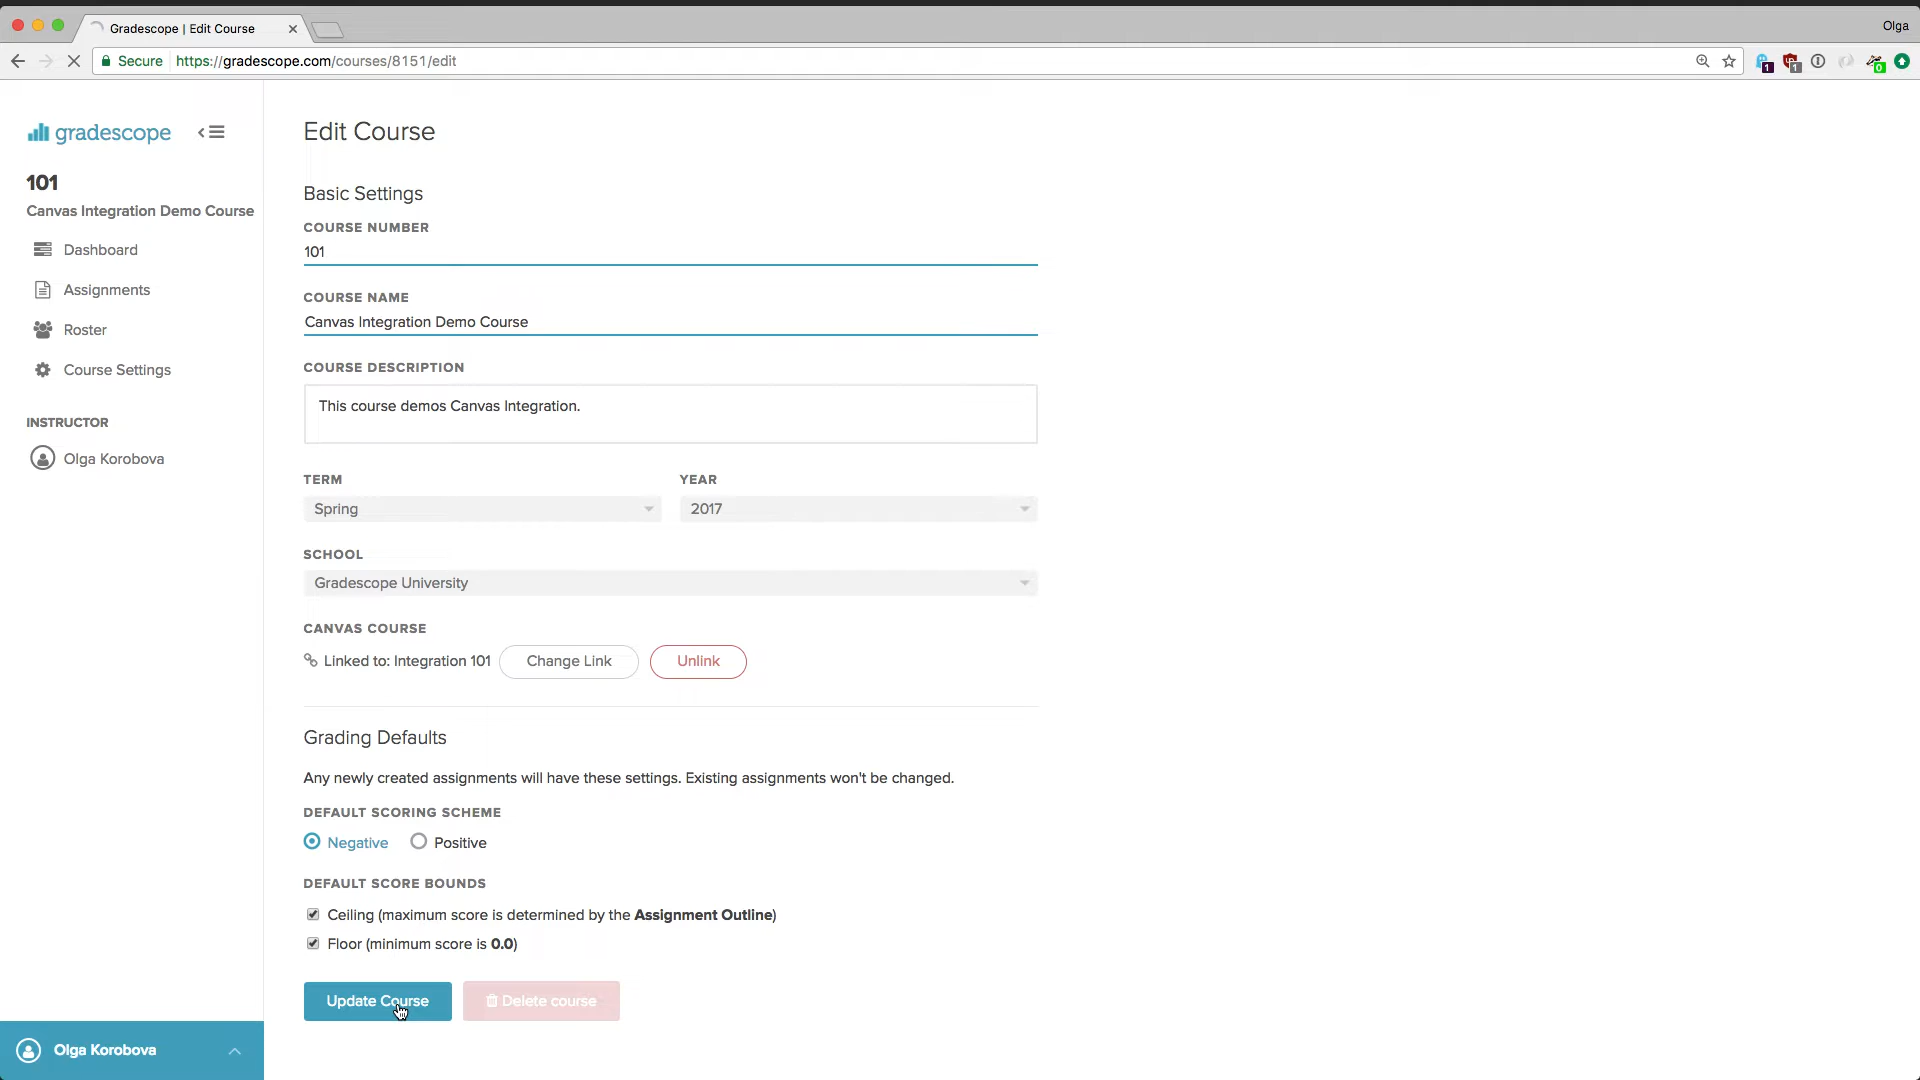 Gradescope | Edit Course
Olga
Secure https://gradescope.com/courses/8151/edit
1
1
0
gradescope
101
Canvas Integration Demo Course
Dashboard
Assignments
Roster
Course Settings
INSTRUCTOR
Olga Korobova
Edit Course
Basic Settings
COURSE NUMBER
101
COURSE NAME
Canvas Integration Demo Course
COURSE DESCRIPTION
This course demos Canvas Integration.
TERM YEAR
Spring 2017
SCHOOL
Gradescope University
CANVAS COURSE
Linked to: Integration 101 Change Link Unlink
Grading Defaults
Any newly created assignments will have these settings. Existing assignments won't be changed.
DEFAULT SCORING SCHEME
Negative Positive
DEFAULT SCORE BOUNDS
Ceiling (maximum score is determined by the Assignment Outline)
Floor (minimum score is 0.0)
Update Course Delete course
Olga Korobova